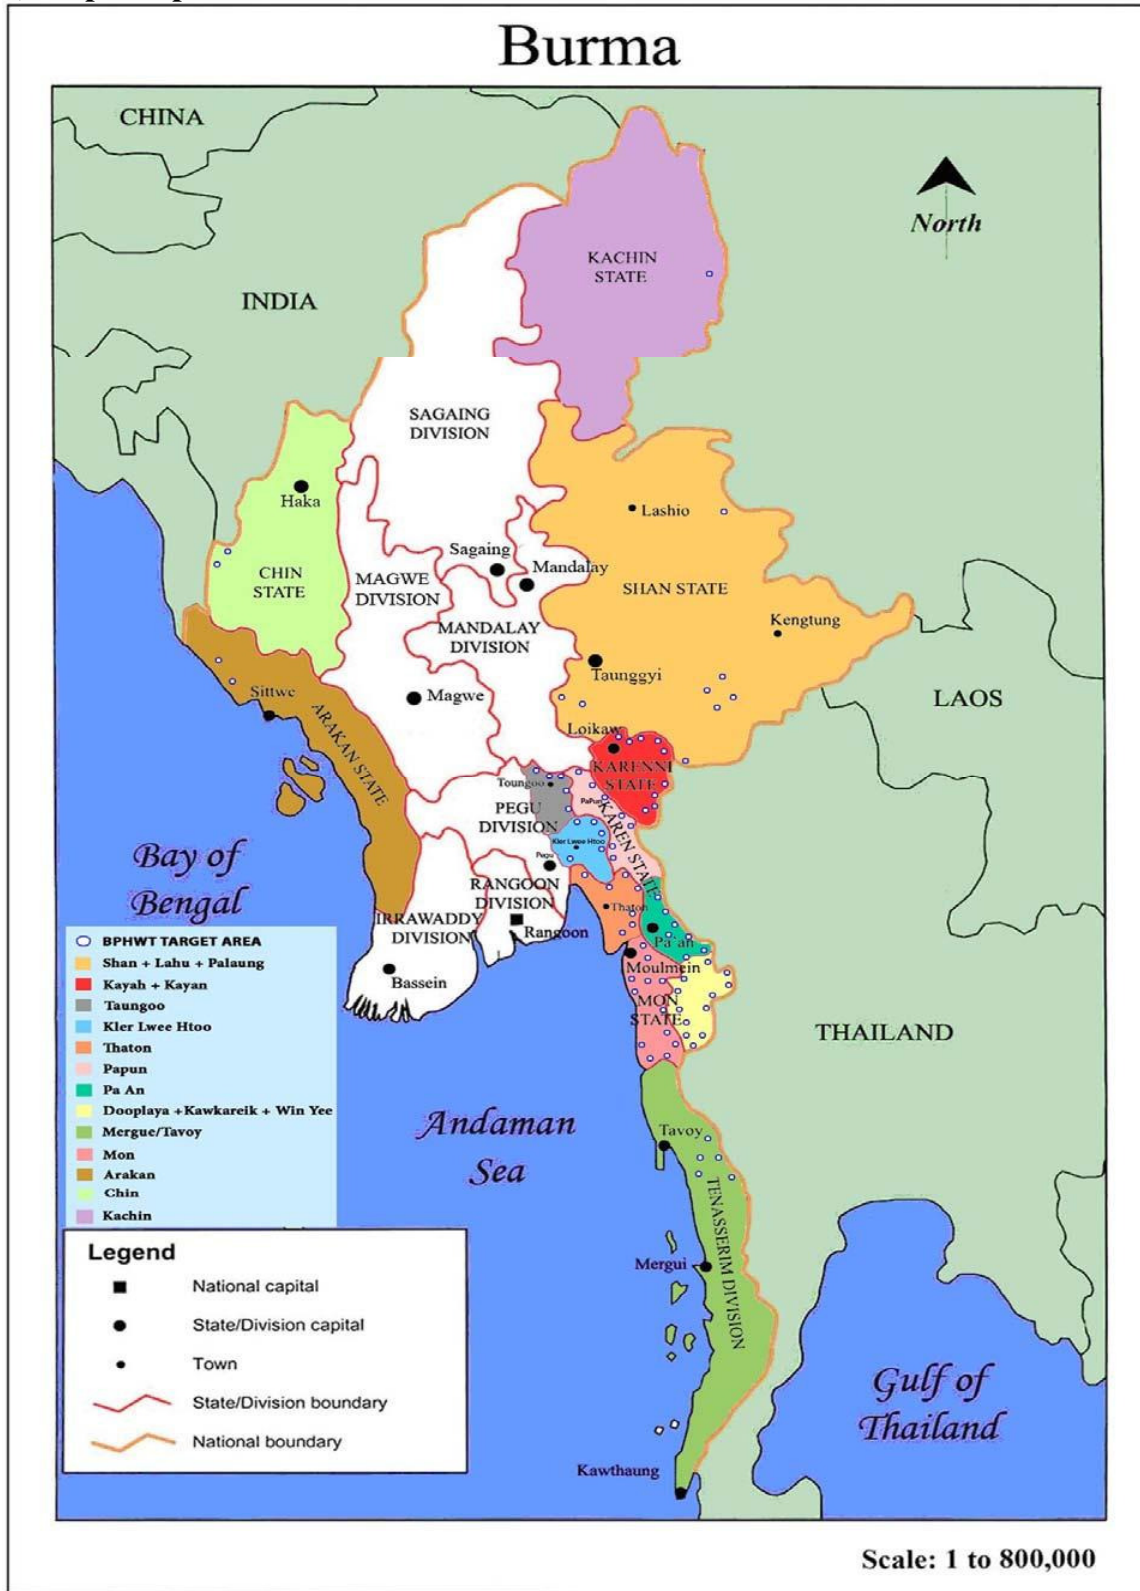 Burma
CHINA
North
KACHIN
STATE
INDIA
SAGAING
DIVISION
Haka
Lashio
Sagaing
Mandalay
CHIN
STATE
MAGWE
DIVISION
SHAN STATE
MANDALAY
DIVISION
Kengtung
Taunggyi
Sittwe
Magwe
LAOS
ARAKAN STATE
Loikaw
KARENNI
STATE
Toungoo
PaPun
PEGU
DIVISION
KAREN STATE
Kler Lwee Htoo
Pegu
Bay of
Bengal
RANGOON
DIVISION
Thaton
IRRAWADDY
DIVISION
Rangoon
Pa'an
Moulmein
Bassein
MON
STATE
THAILAND
BPHWT TARGET AREA
Shan + Lahu + Palaung
Kayah + Kayan
Taungoo
Kler Lwee Htoo
Thaton
Papun
Pa An
Dooplaya +Kawkareik + Win Yee
Mergue/Tavoy
Mon
Arakan
Chin
Kachin
Andaman
Sea
Tavoy
TENASSERIM DIVISION
Mergui
Kawthaung
Gulf of
Thailand
Legend
National capital
State/Division capital
Town
State/Division boundary
National boundary
Scale: 1 to 800,000